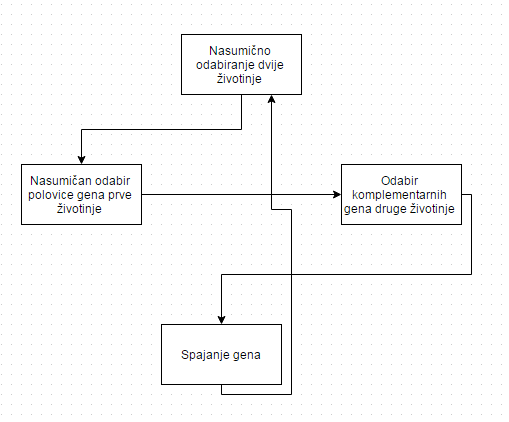 Nasumično
odabiranje dvije
životinje
Nasumičan odabir
polovice gena prve
životinje
Odabir
komplementarnih
gena druge životinje
Spajanje gena